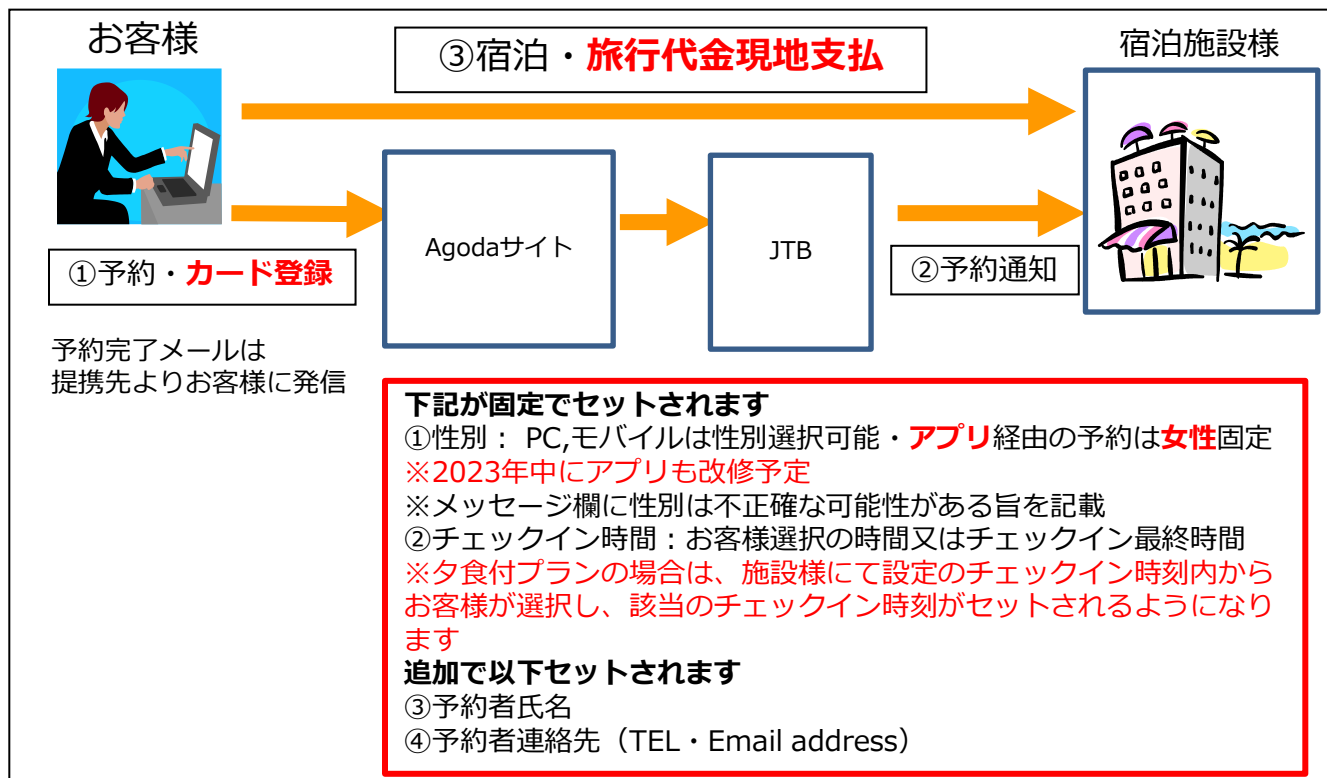 お客様
③宿泊・旅行代金現地支払
宿泊施設様
Agodaサイト
JTB
①予約・カード登録
②予約通知
予約完了メールは
提携先よりお客様に発信
下記が固定でセットされます
①性別： PC,モバイルは性別選択可能・アプリ経由の予約は女性固定
※2023年中にアプリも改修予定
※メッセージ欄に性別は不正確な可能性がある旨を記載
②チェックイン時間：お客様選択の時間又はチェックイン最終時間
※夕食付プランの場合は、施設様にて設定のチェックイン時刻内から
お客様が選択し、該当のチェックイン時刻がセットされるようになり
ます
追加で以下セットされます
③予約者氏名
④予約者連絡先（TEL・Email address）